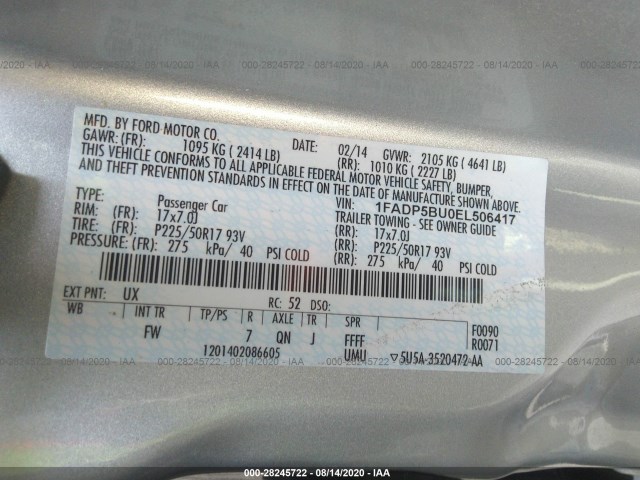 000-28245722 - 08/14/2020 - IAA
MFD. BY FORD MOTOR CO.
DATE: 02/14 GVWR: 2105 KG ( 4641 LB)
GAWR: (FR): 1095 KG ( 2414 LB) (RR): 1010 KG ( 2227 LB)
THIS VEHICLE CONFORMS TO ALL APPLICABLE FEDERAL MOTOR VEHICLE SAFETY, BUMPER,
AND THEFT PREVENTION STANDARDS IN EFFECT ON THE DATE OF MANUFACTURE SHOWN ABOVE.
VIN: 1FADP5BU0EL506417
TYPE: Passenger Car TRAILER TOWING - SEE OWNER GUIDE
RIM: (FR): 17x7.0J (RR): 17x7.0J
TIRE: (FR): P225/50R17 93V (RR): P225/50R17 93V
PRESSURE: (FR): 275 kPa/ 40 PSI COLD (RR): 275 kPa/ 40 PSI COLD
EXT PNT: UX RC: 52 DSO:
WB INT TR TP/PS R AXLE TR SPR F0090
FW 7 QN J FFFF R0071
1201402086605 UMU ▽5U5A-3520472-AA
000-28245722 - 08/14/2020 - IAA